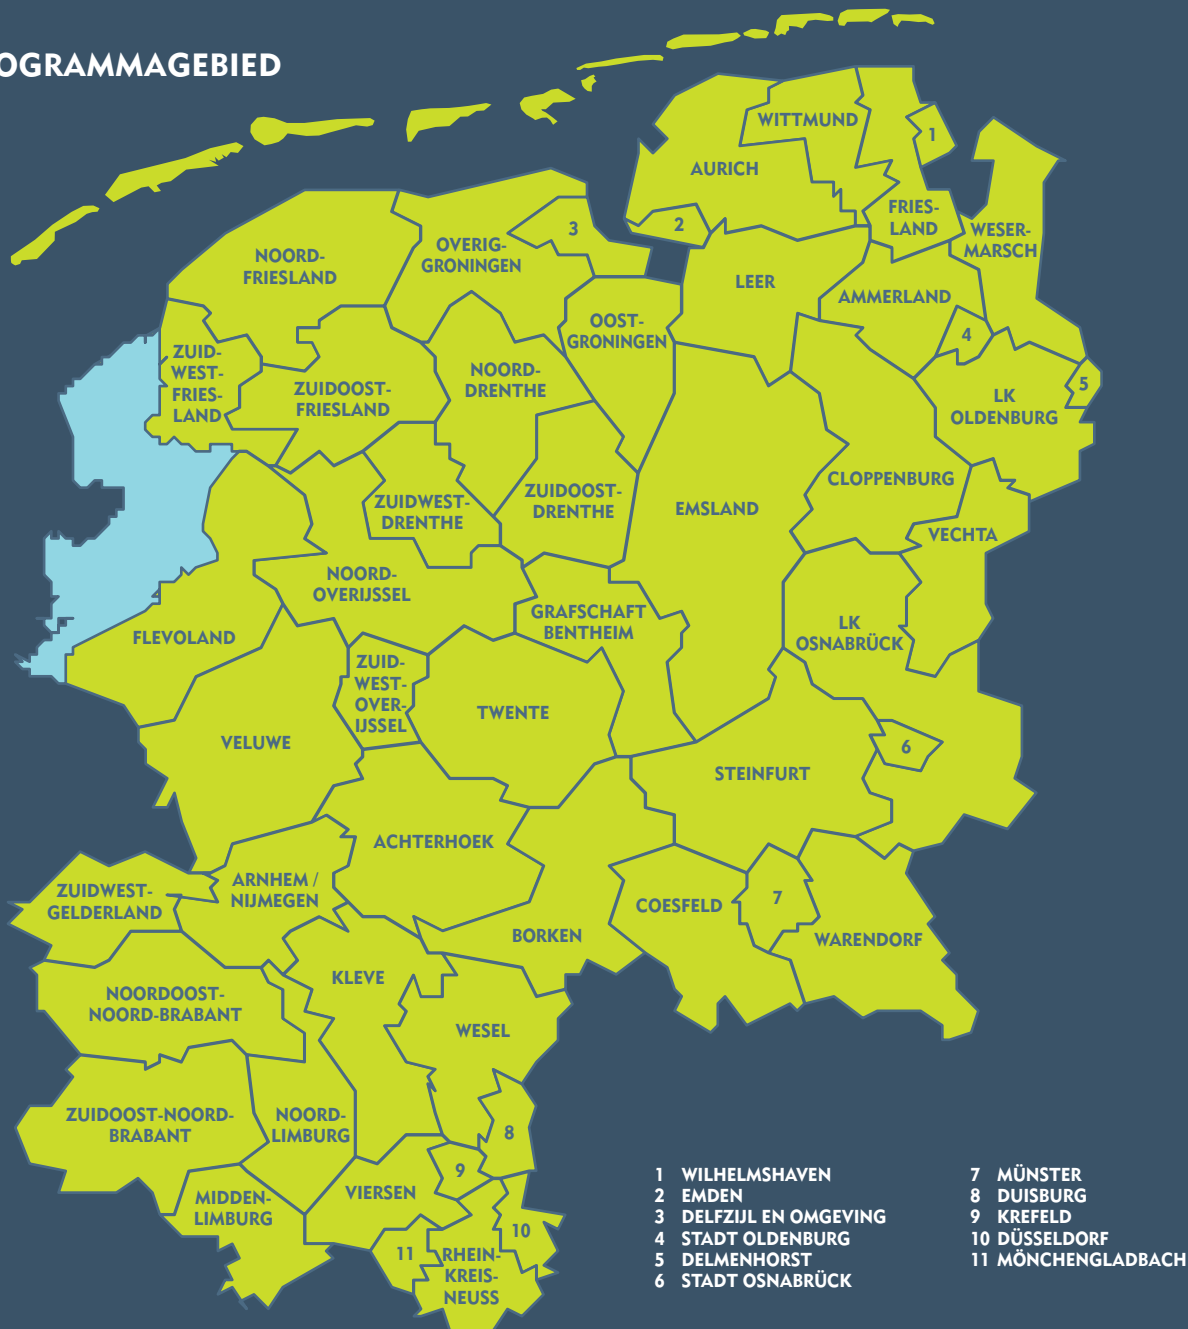 OGRAMMAGEBIED
WITTMUND
1
AURICH
2
3
FRIES-
LAND
WESER-
MARSCH
NOORD-
FRIESLAND
OVERIG-
GRONINGEN
LEER
AMMERLAND
4
OOST-
GRONINGEN
ZUID-
WEST-
FRIES-
LAND
ZUIDOOST-
FRIESLAND
NOORD-
DRENTHE
5
LK
OLDENBURG
CLOPPENBURG
ZUIDWEST-
DRENTHE
ZUIDOOST-
DRENTHE
EMSLAND
VECHTA
NOORD-
OVERIJSSEL
GRAFSCHAFT
BENTHEIM
LK
OSNABRÜCK
FLEVOLAND
ZUID-
WEST-
OVER-
IJSSEL
TWENTE
VELUWE
6
STEINFURT
ACHTERHOEK
ZUIDWEST-
GELDERLAND
ARNHEM /
NIJMEGEN
COESFELD
7
BORKEN
WARENDORF
KLEVE
NOORDOOST-
NOORD-BRABANT
WESEL
ZUIDOOST-NOORD-
BRABANT
NOORD-
LIMBURG
8
9
VIERSEN
MIDDEN-
LIMBURG
10
11
RHEIN-
KREIS-
NEUSS
1 WILHELMSHAVEN
2 EMDEN
3 DELFZIJL EN OMGEVING
4 STADT OLDENBURG
5 DELMENHORST
6 STADT OSNABRÜCK
7 MÜNSTER
8 DUISBURG
9 KREFELD
10 DÜSSELDORF
11 MÖNCHENGLADBACH